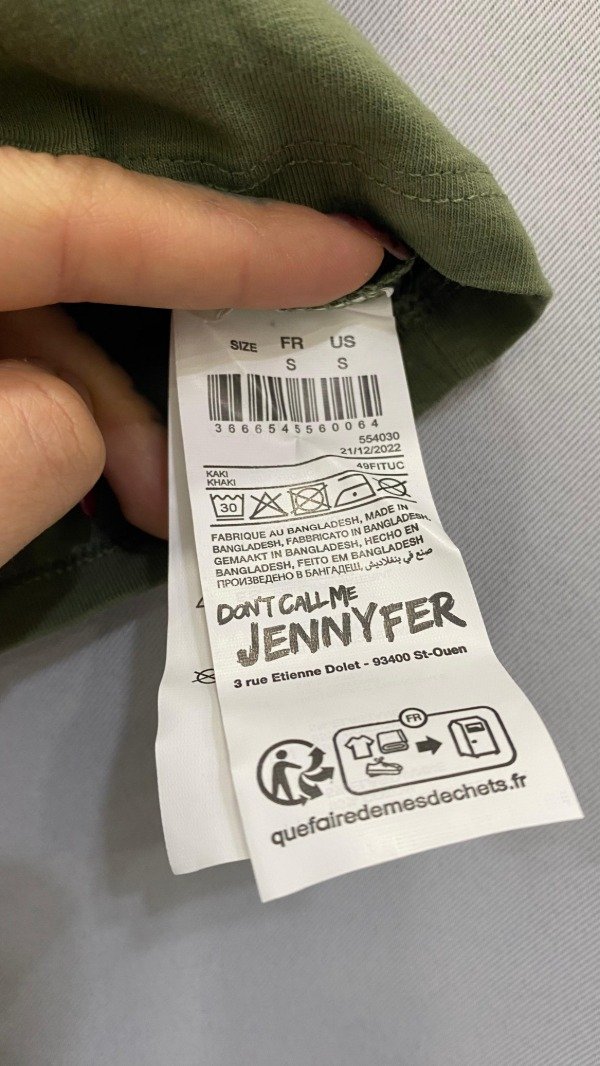 SIZE FR US
S S
3666545560064
554030
21/12/2022
49FITUC
KAKI
KHAKI
30
FABRIQUE AU BANGLADESH, MADE IN
BANGLADESH, FABBRICATO IN BANGLADESH,
GEMAAKT IN BANGLADESH, HECHO EN
BANGLADESH, FEITO EM BANGLADESH
ПРОИЗВЕДЕНО В БАНГАДЕШ, صنع في بنغلاديش
DON'T CALL ME
JENNYFER
3 rue Etienne Dolet - 93400 St-Ouen
FR
quefairedemesdechets.fr